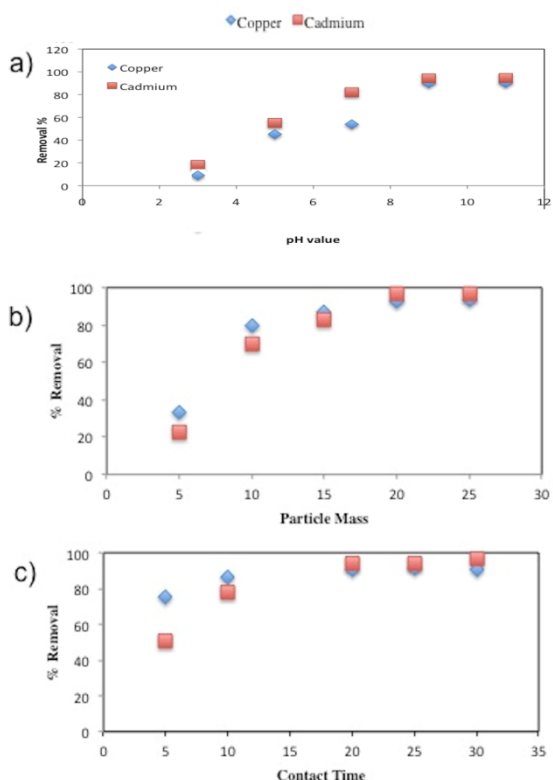 Copper Cadmium
a)
120
100
80
60
40
20
0
Removal %
Copper
Cadmium
0 2 4 6 8 10 12
pH value
b)
100
80
60
40
20
0
% Removal
0 5 10 15 20 25 30
Particle Mass
c)
100
80
60
40
20
0
% Removal
0 5 10 15 20 25 30 35
Contact Time